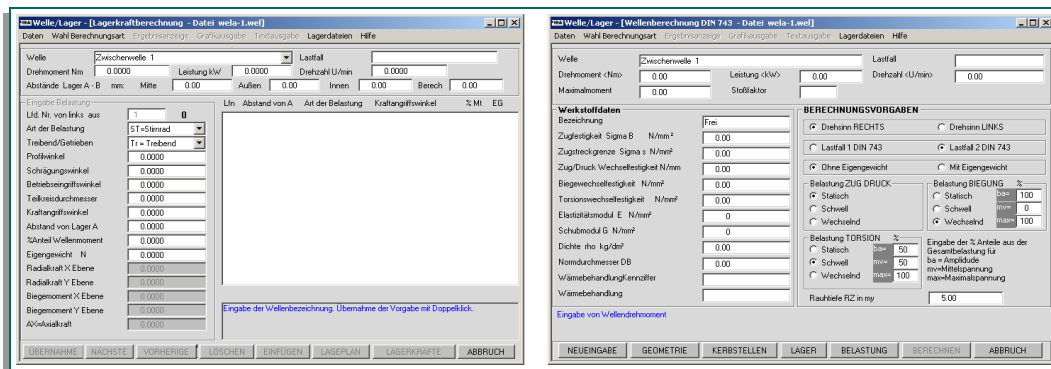 Welle/Lager - [Lagerkraftberechnung - Datei wela-1.wel]
Daten Wahl Berechnungsart Ergebnisanzeige Grafikausgabe Textausgabe Lagerdateien Hilfe
Welle Zwischenwelle 1 Lastfall
Drehmoment Nm 0.0000 Leistung kW 0.0000 Drehzahl U/min 0.0000
Abstände Lager A - B mm: Mitte 0.00 Außen 0.00 Innen 0.00 Berech 0.00
Eingabe Belastung
Lfd. Nr. von links aus 1 0
Art der Belastung ST=Stirnrad
Treibend/Getrieben Tr = Treibend
Profilwinkel 0.0000
Schrägungswinkel 0.0000
Betriebseingriffswinkel 0.0000
Teilkreisdurchmesser 0.0000
Kraftangriffswinkel 0.0000
Abstand von Lager A 0.0000
%Anteil Wellenmoment 0.0000
Eigengewicht N 0.0000
Radialkraft X Ebene 0.0000
Radialkraft Y Ebene 0.0000
Biegemoment X Ebene 0.0000
Biegemoment Y Ebene 0.0000
AX=Axialkraft 0.0000
Lfn Abstand von A Art der Belastung Kraftangriffswinkel % Mt EG
Eingabe der Wellenbezeichnung. Übernahme der Vorgabe mit Doppelklick.
ÜBERNAHME NÄCHSTE VORHERIGE LÖSCHEN EINFÜGEN LAGEPLAN LAGERKRÄFTE ABBRUCH
Welle/Lager - [Wellenberechnung DIN 743 - Datei wela-1.wel]
Daten Wahl Berechnungsart Ergebnisanzeige Grafikausgabe Textausgabe Lagerdateien Hilfe
Welle Zwischenwelle 1 Lastfall
Drehmoment <Nm> 0.00 Leistung <kW> 0.00 Drehzahl <U/min> 0.00
Maximalmoment 0.00 Stoßfaktor
Werkstoffdaten
Bezeichnung Frei
Zugfestigkeit Sigma B N/mm² 0.00
Zugstreckgrenze Sigma s N/mm² 0.00
Zug/Druck Wechselfestigkeit N/mm 0.00
Biegewechselfestigkeit N/mm² 0.00
Torsionswechselfestigkeit N/mm² 0.00
Elastizitätsmodul E N/mm² 0
Schubmodul G N/mm² 0
Dichte rho kg/dm³ 0.00
Normdurchmesser DB 0.00
WärmebehandlungKennziffer
Wärmebehandlung
BERECHNUNGSVORGABEN
Drehsinn RECHTS Drehsinn LINKS
Lastfall 1 DIN 743 Lastfall 2 DIN 743
Ohne Eigengewicht Mit Eigengewicht
Belastung ZUG DRUCK
Statisch
Schwell
Wechselnd
Belastung BIEGUNG %
Statisch ba= 100
Schwell mv= 0
Wechselnd max= 100
Belastung TORSION %
Statisch ba= 50
Schwell mv= 50
Wechselnd max= 100
Eingabe der % Anteile aus der
Gesamtbelastung für
ba = Amplidude
mv=Mittelspannung
max=Maximalspannung
Rauhtiefe RZ in my 5.00
Eingabe von Wellendrehmoment
NEUEINGABE GEOMETRIE KERBSTELLEN LAGER BELASTUNG BERECHNEN ABBRUCH